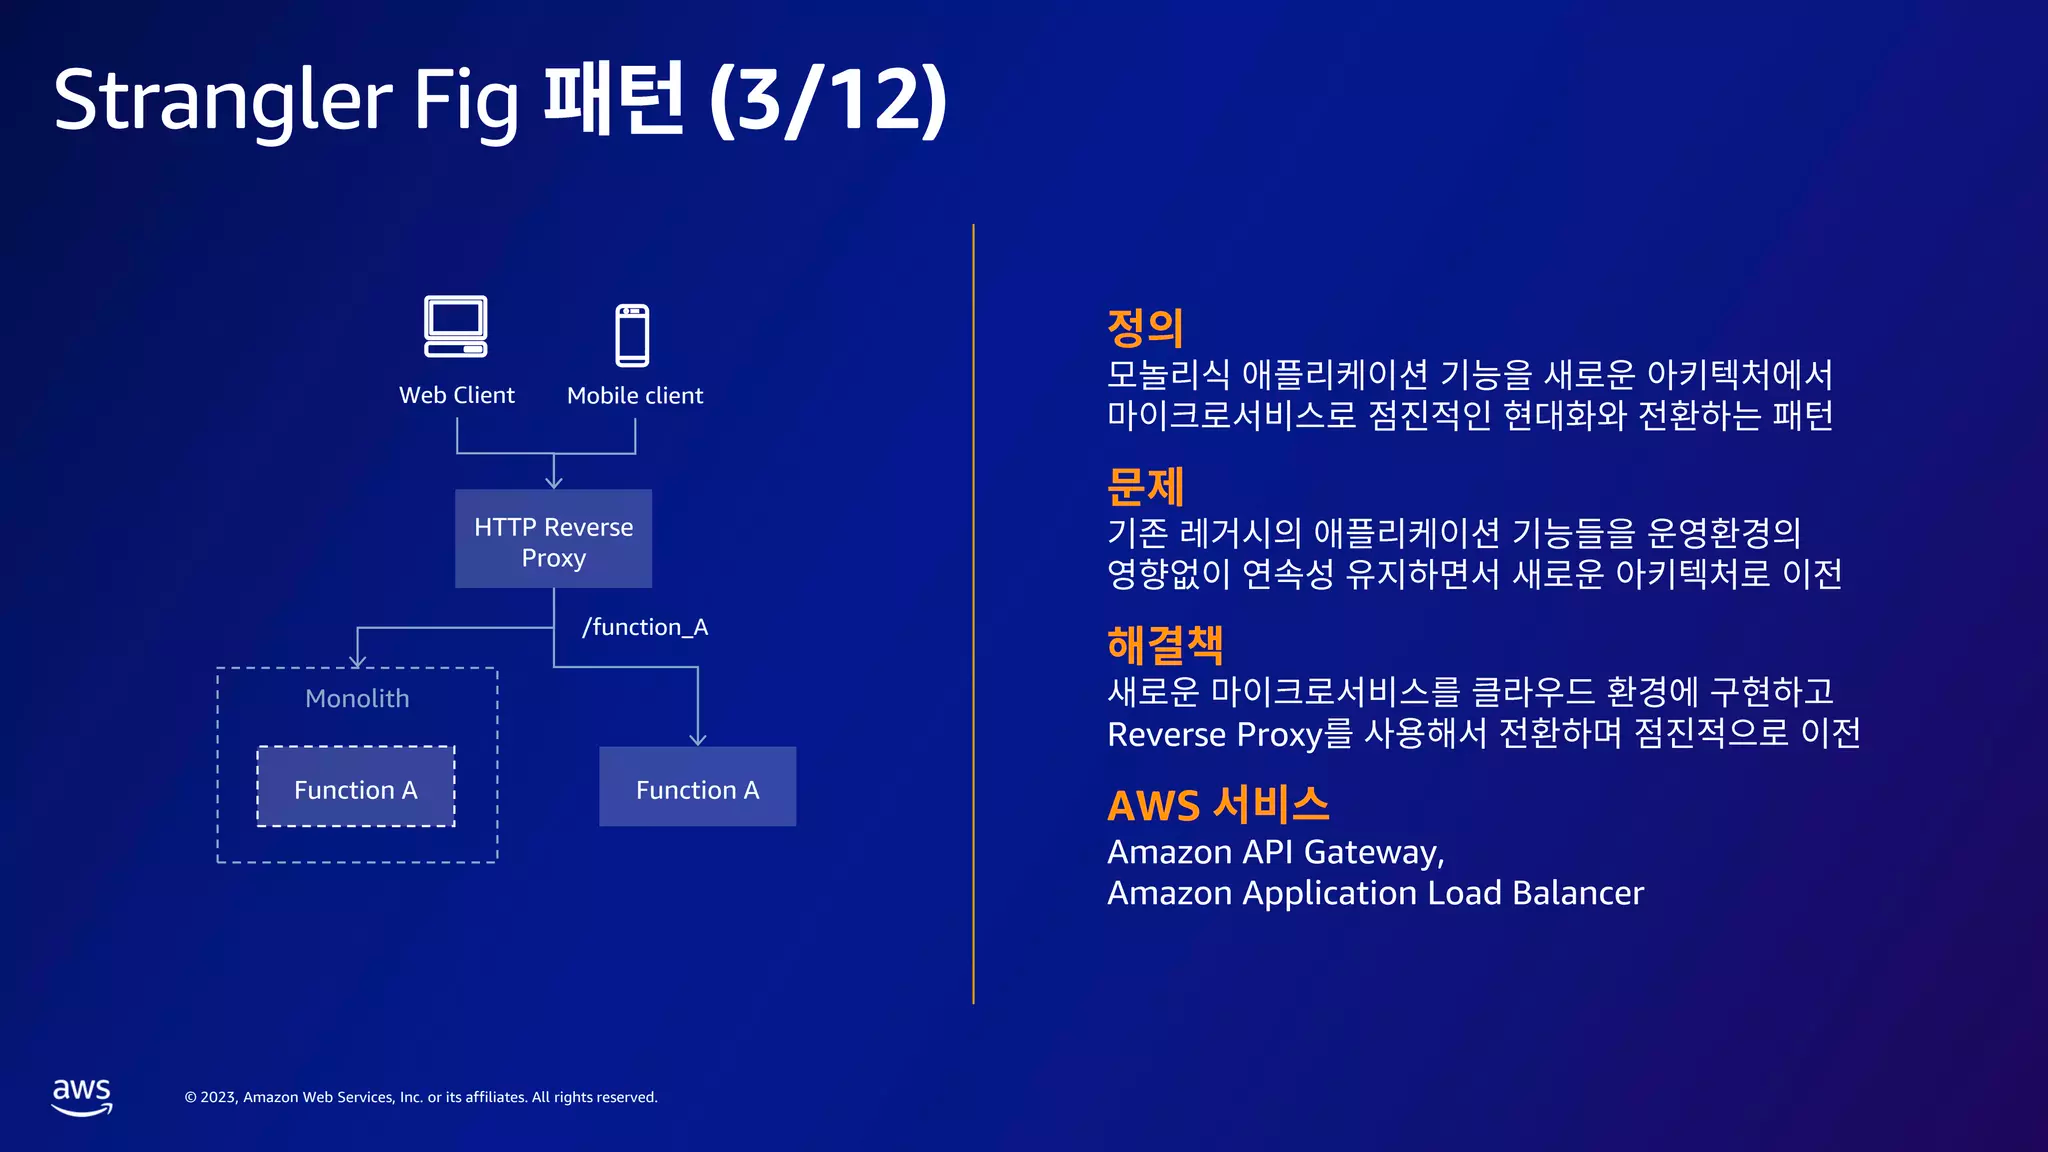 Strangler Fig 패턴 (3/12)
Web Client
Mobile client
HTTP Reverse
Proxy
/function_A
Monolith
Function A
Function A
정의
모놀리식 애플리케이션 기능을 새로운 아키텍처에서
마이크로서비스로 점진적인 현대화와 전환하는 패턴
문제
기존 레거시의 애플리케이션 기능들을 운영환경의
영향없이 연속성 유지하면서 새로운 아키텍처로 이전
해결책
새로운 마이크로서비스를 클라우드 환경에 구현하고
Reverse Proxy를 사용해서 전환하며 점진적으로 이전
AWS 서비스
Amazon API Gateway,
Amazon Application Load Balancer
aws
© 2023, Amazon Web Services, Inc. or its affiliates. All rights reserved.